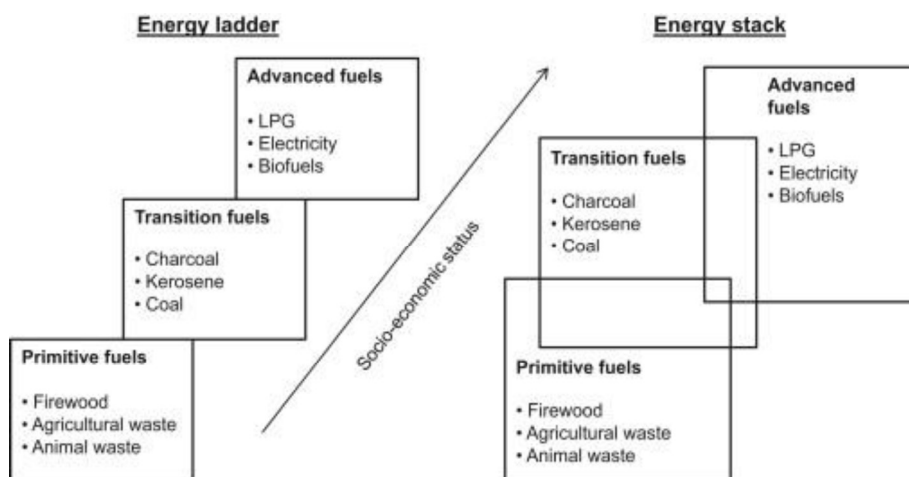 Energy ladder
Advanced fuels
• LPG
• Electricity
• Biofuels
Transition fuels
• Charcoal
• Kerosene
• Coal
Primitive fuels
• Firewood
• Agricultural waste
• Animal waste
Socio-economic status
Energy stack
Advanced
fuels
• LPG
• Electricity
• Biofuels
Transition fuels
• Charcoal
• Kerosene
• Coal
Primitive fuels
• Firewood
• Agricultural waste
• Animal waste